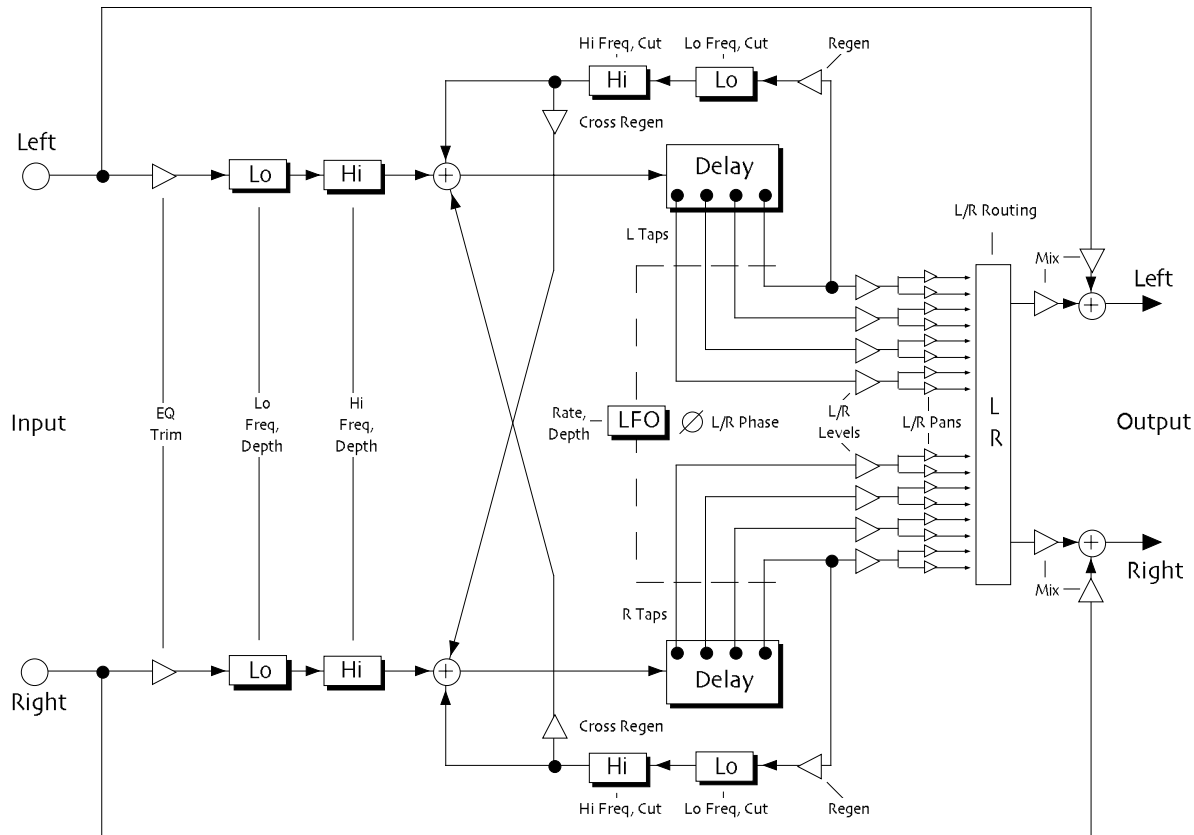 Hi Freq, Cut
Lo Freq, Cut
Regen
Hi
Lo
Cross Regen
Left
Lo
Hi
Delay
L/R Routing
L Taps
Mix
Left
Input
EQ
Trim
Lo
Freq,
Depth
Hi
Freq,
Depth
Rate,
Depth
LFO
L/R Phase
L/R
Levels
L/R Pans
L
R
Output
R Taps
Mix
Right
Right
Lo
Hi
Delay
Cross Regen
Hi
Lo
Hi Freq, Cut
Lo Freq, Cut
Regen